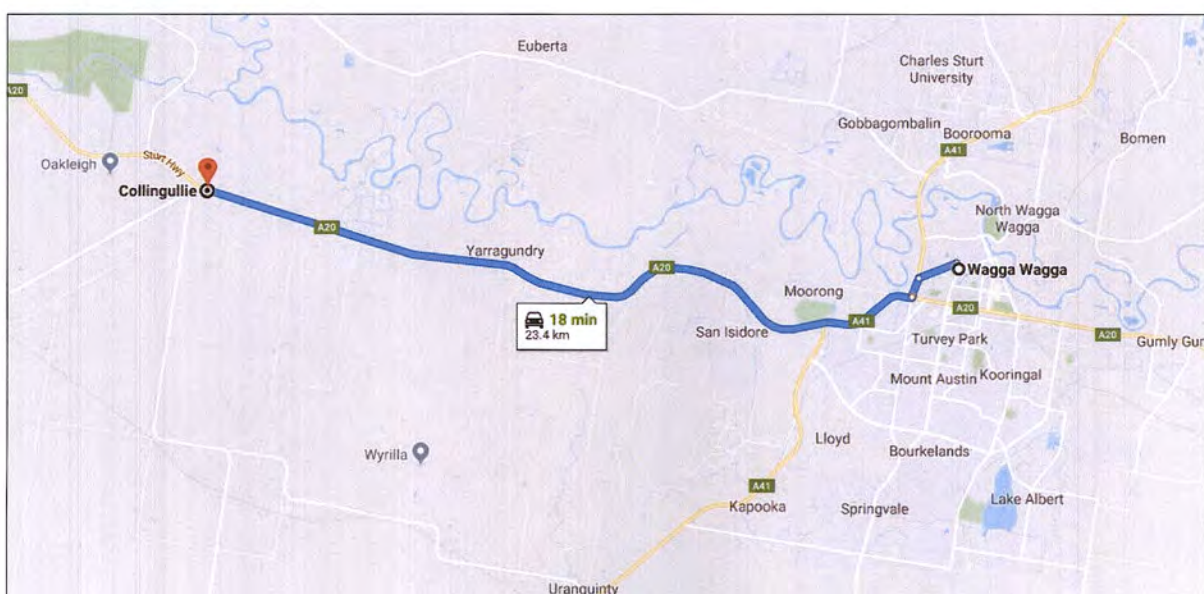 Euberta
Charles Sturt
University
A20
Gobbagombalin
Boorooma
Bomen
A41
Oakleigh
Sturt Hwy
Collingullie
North Wagga
Wagga
A20
Yarragundry
A20
Wagga Wagga
Moorong
18 min
23.4 km
San Isidore
A41
A20
Turvey Park
A20
Gumly Gum
Mount Austin
Kooringal
Wyrilla
Lloyd
Bourkelands
A41
Kapooka
Springvale
Lake Albert
Uranquinty